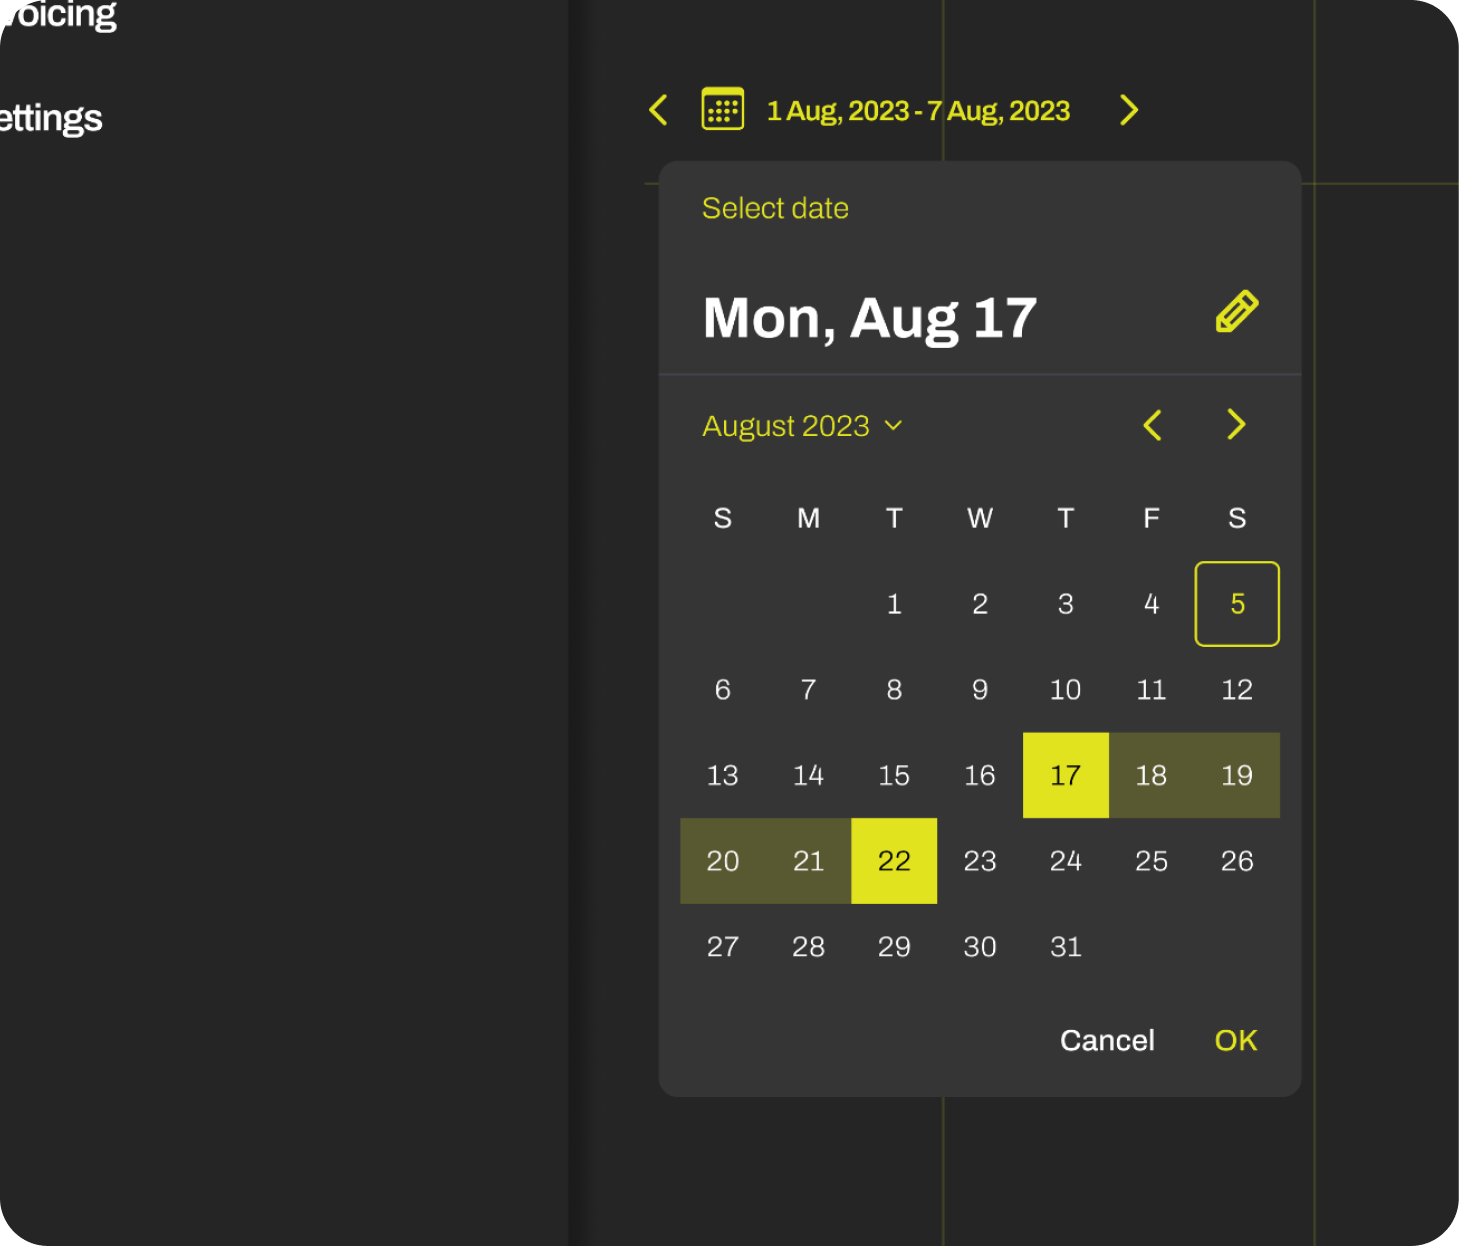 voicing
ettings
1 Aug, 2023 - 7 Aug, 2023
Select date
Mon, Aug 17
August 2023
S M T W T F S
1 2 3 4 5
6 7 8 9 10 11 12
13 14 15 16 17 18 19
20 21 22 23 24 25 26
27 28 29 30 31
Cancel OK